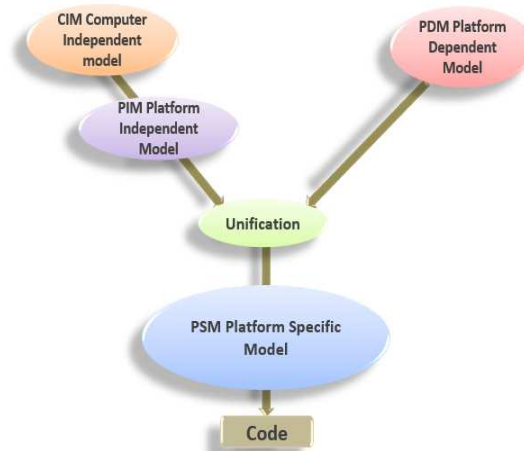 CIM Computer
Independent
model
PDM Platform
Dependent
Model
PIM Platform
Independent
Model
Unification
PSM Platform Specific
Model
Code